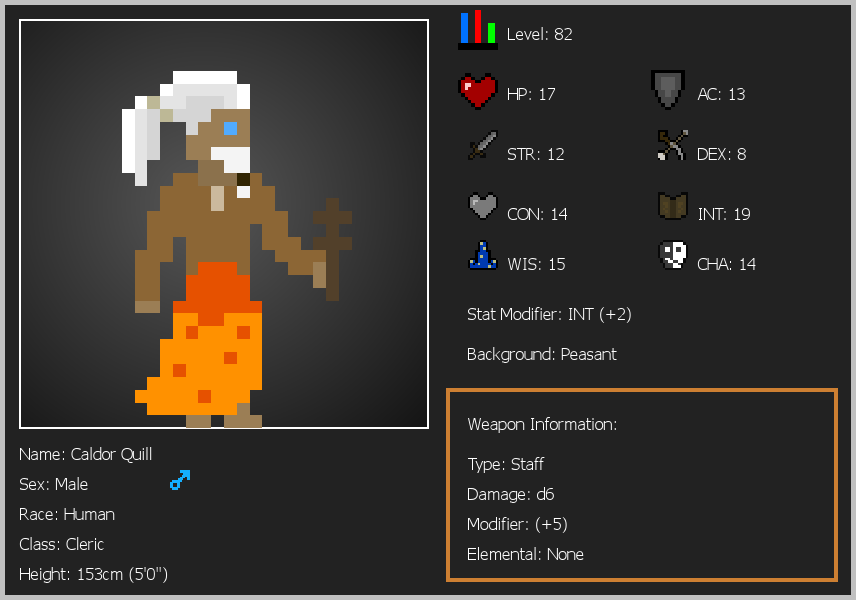 Level: 82
HP: 17
AC: 13
STR: 12
DEX: 8
CON: 14
INT: 19
WIS: 15
CHA: 14
Stat Modifier: INT (+2)
Background: Peasant
Name: Caldor Quill
Sex: Male
Race: Human
Class: Cleric
Height: 153cm (5'0")
Weapon Information:
Type: Staff
Damage: d6
Modifier: (+5)
Elemental: None